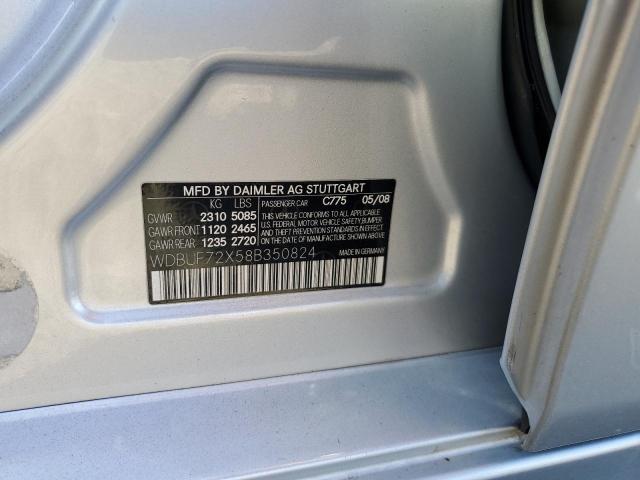 MFD BY DAIMLER AG STUTTGART
KG LBS PASSENGER CAR C775 05/08
GVWR 2310 5085 THIS VEHICLE CONFORMS TO ALL APPLICABLE
GAWR FRONT 1120 2465 U.S. FEDERAL MOTOR VEHICLE SAFETY, BUMPER,
GAWR REAR 1235 2720 AND THEFT PREVENTION STANDARDS IN EFFECT
ON THE DATE OF MANUFACTURE SHOWN ABOVE.
WDBUF72X58B350824
MADE IN GERMANY